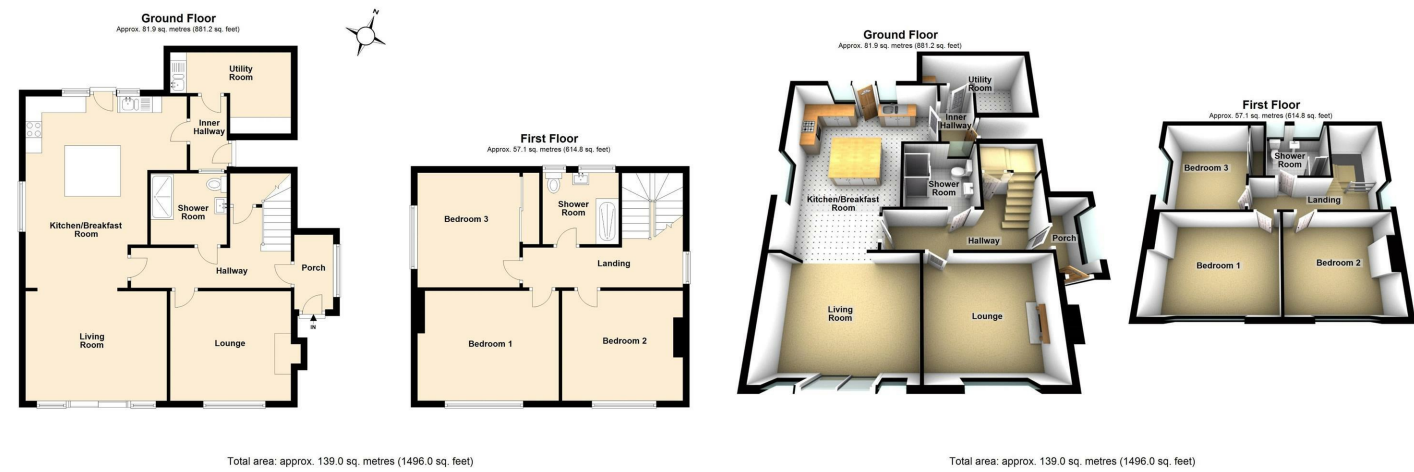 Ground Floor
Approx. 81.9 sq. metres (881.2 sq. feet)
N
Utility
Room
Inner
Hallway
Shower
Room
Kitchen/Breakfast
Room
Hallway
Porch
IN
Living
Room
Lounge
First Floor
Approx. 57.1 sq. metres (614.8 sq. feet)
Bedroom 3
Shower
Room
Landing
Bedroom 1
Bedroom 2
Total area: approx. 139.0 sq. metres (1496.0 sq. feet)
Ground Floor
Approx. 81.9 sq. metres (881.2 sq. feet)
Utility
Room
Inner
Hallway
Shower
Room
Kitchen/Breakfast
Room
Hallway
Porch
Living
Room
Lounge
First Floor
Approx. 57.1 sq. metres (614.8 sq. feet)
Bedroom 3
Shower
Room
Landing
Bedroom 1
Bedroom 2
Total area: approx. 139.0 sq. metres (1496.0 sq. feet)